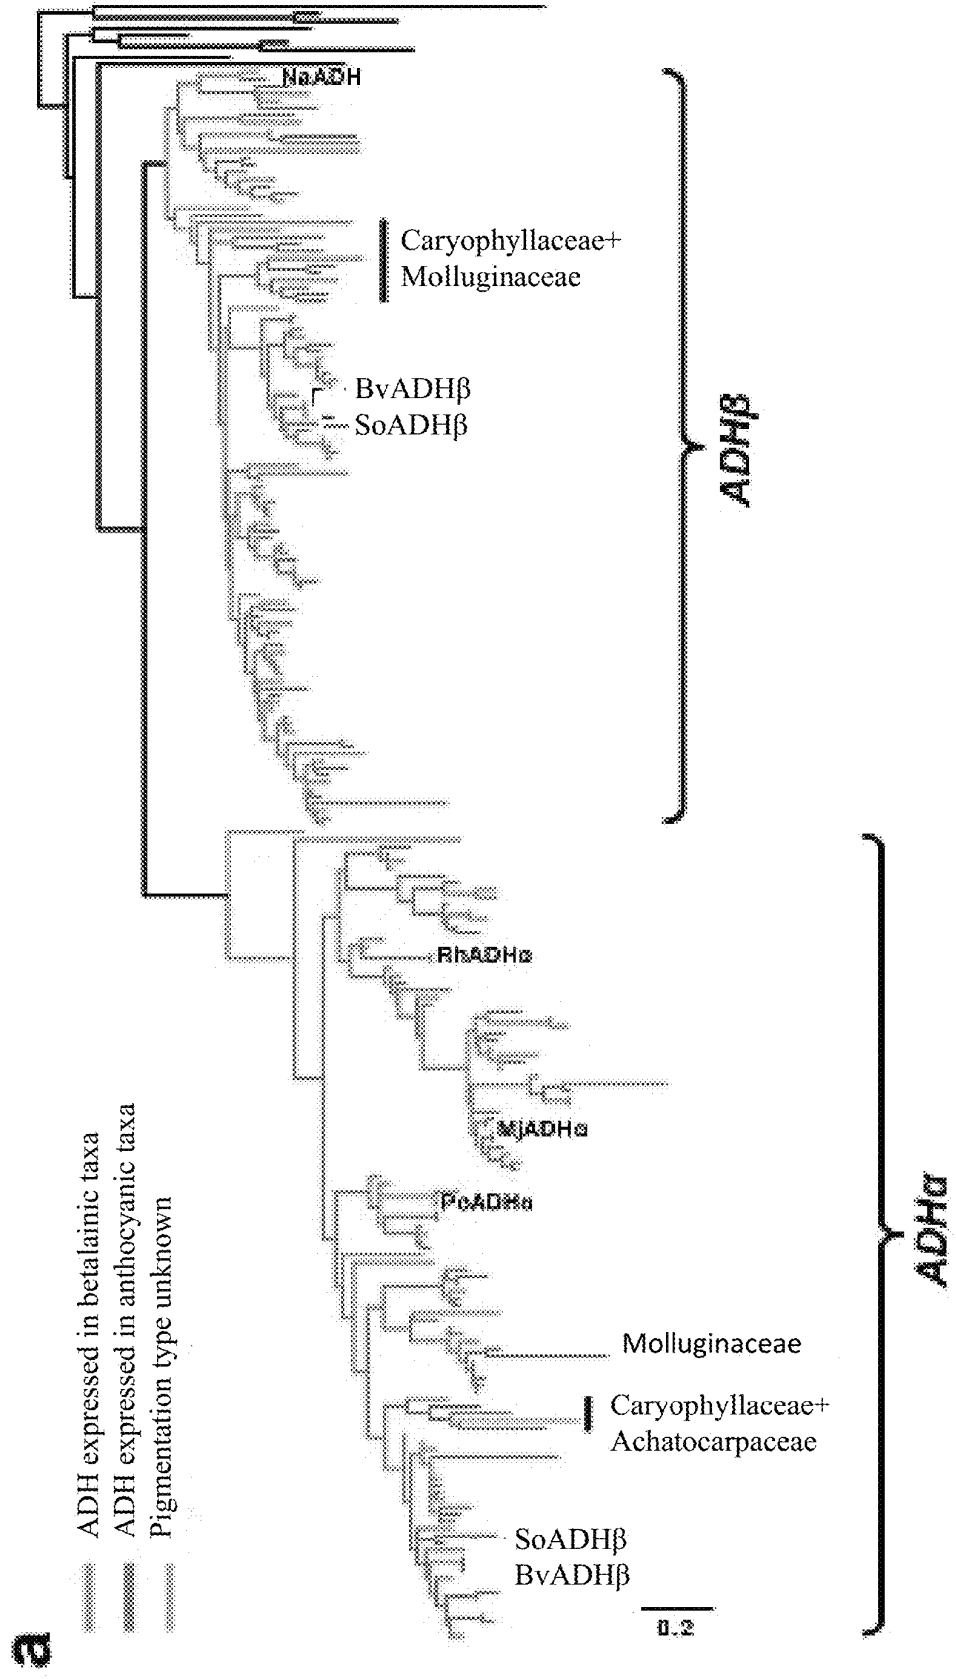 a
ADH expressed in betalainic taxa
ADH expressed in anthocyanic taxa
Pigmentation type unknown
NaADH
Caryophyllaceae+
Molluginaceae
BvADHβ
SoADHβ
ADHβ
RhADHα
MjADHα
PcADHα
Molluginaceae
Caryophyllaceae+
Achatocarpaceae
SoADHβ
BvADHβ
0.2
ADHα